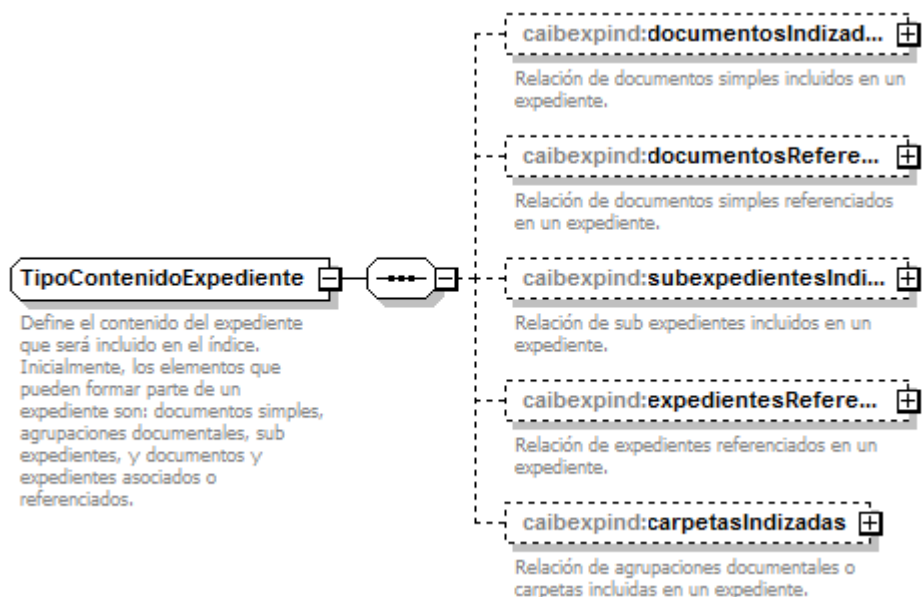 TipoContenidoExpediente
Define el contenido del expediente
que será incluido en el índice.
Inicialmente, los elementos que
pueden formar parte de un
expediente son: documentos simples,
agrupaciones documentales, sub
expedientes, y documentos y
expedientes asociados o
referenciados.
caibexpind:documentosIndizad...
Relación de documentos simples incluidos en un
expediente.
caibexpind:documentosRefere...
Relación de documentos simples referenciados
en un expediente.
caibexpind:subexpedientesIndi...
Relación de sub expedientes incluidos en un
expediente.
caibexpind:expedientesRefere...
Relación de expedientes referenciados en un
expediente.
caibexpind:carpetasIndizadas
Relación de agrupaciones documentales o
carpetas incluidas en un expediente.